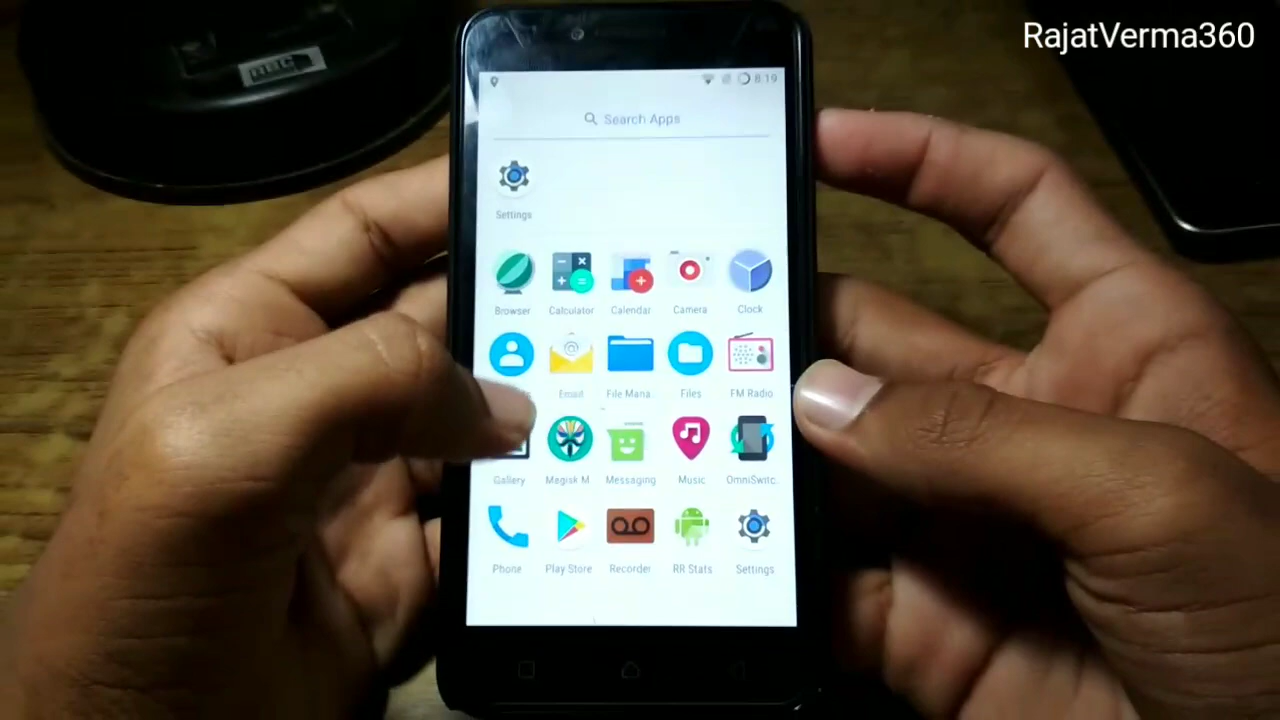 RajatVerma360
8:19
Search Apps
Settings
Browser Calculator Calendar Camera Clock
Email File Mana.. Files FM Radio
Gallery Magisk M Messaging Music OmniSwitc..
Phone Play Store Recorder RR Stats Settings